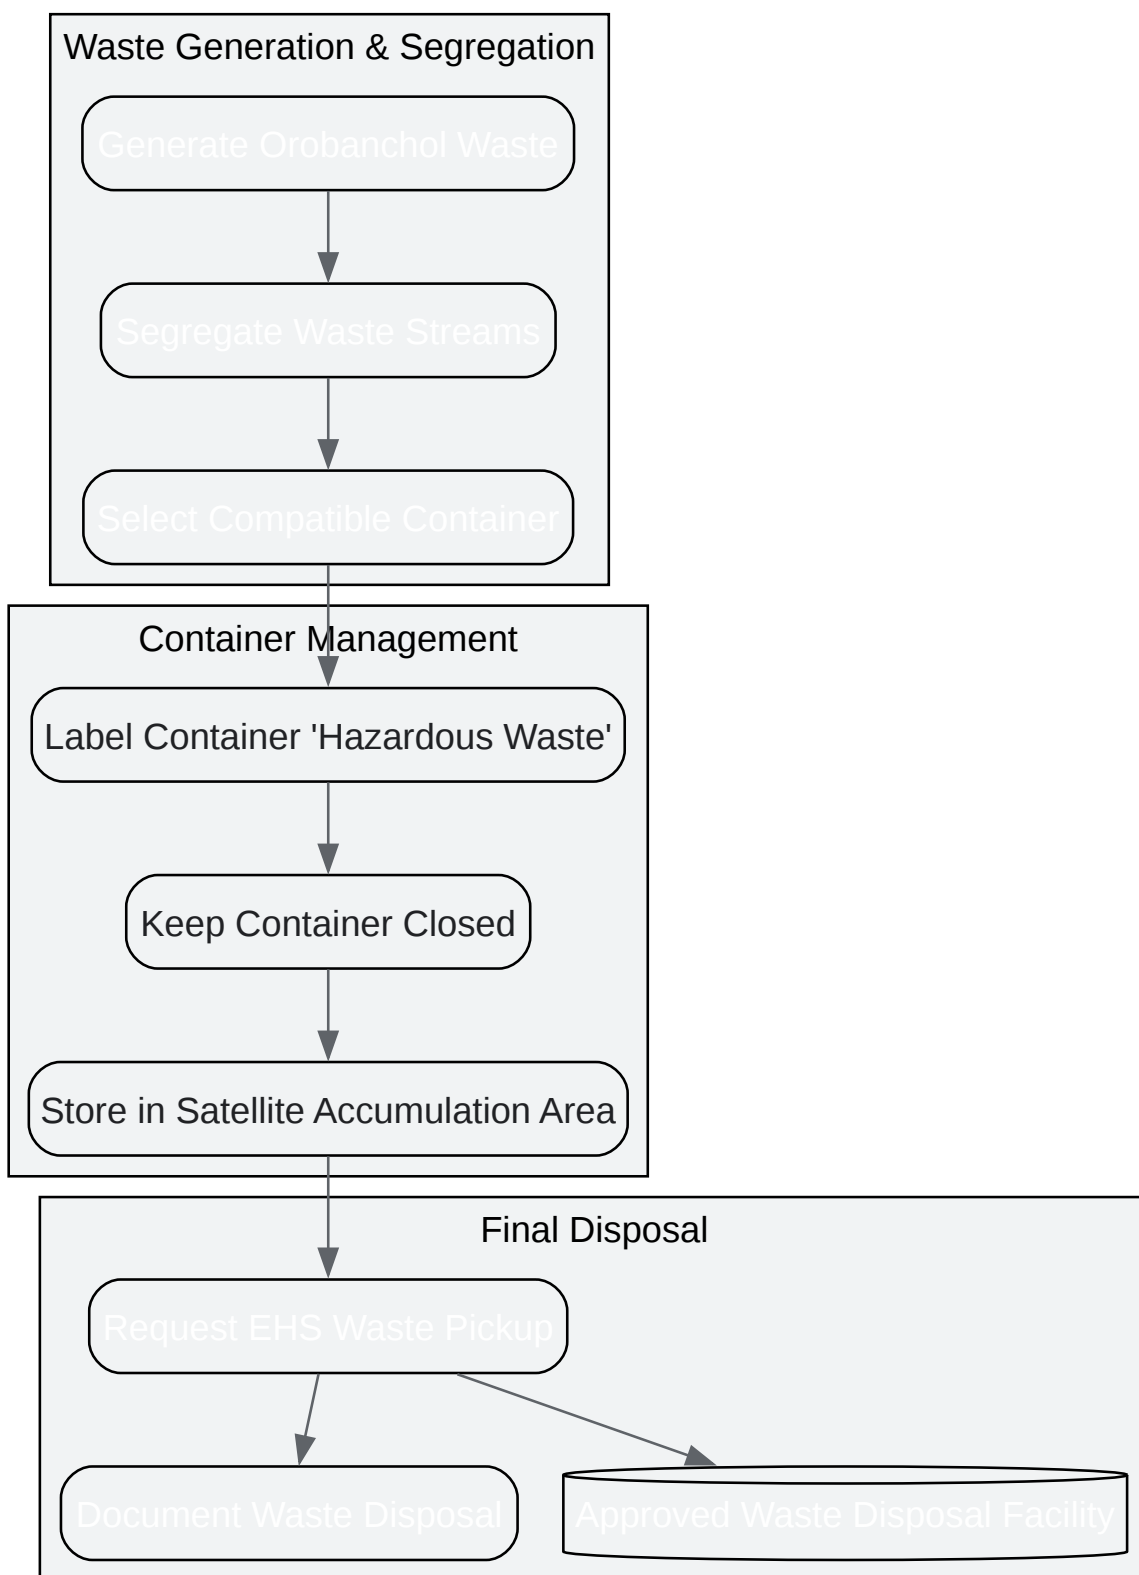 Waste Generation & Segregation
Generate Orobanchol Waste
Segregate Waste Streams
Select Compatible Container
Container Management
Label Container 'Hazardous Waste'
Keep Container Closed
Store in Satellite Accumulation Area
Final Disposal
Request EHS Waste Pickup
Document Waste Disposal
Approved Waste Disposal Facility